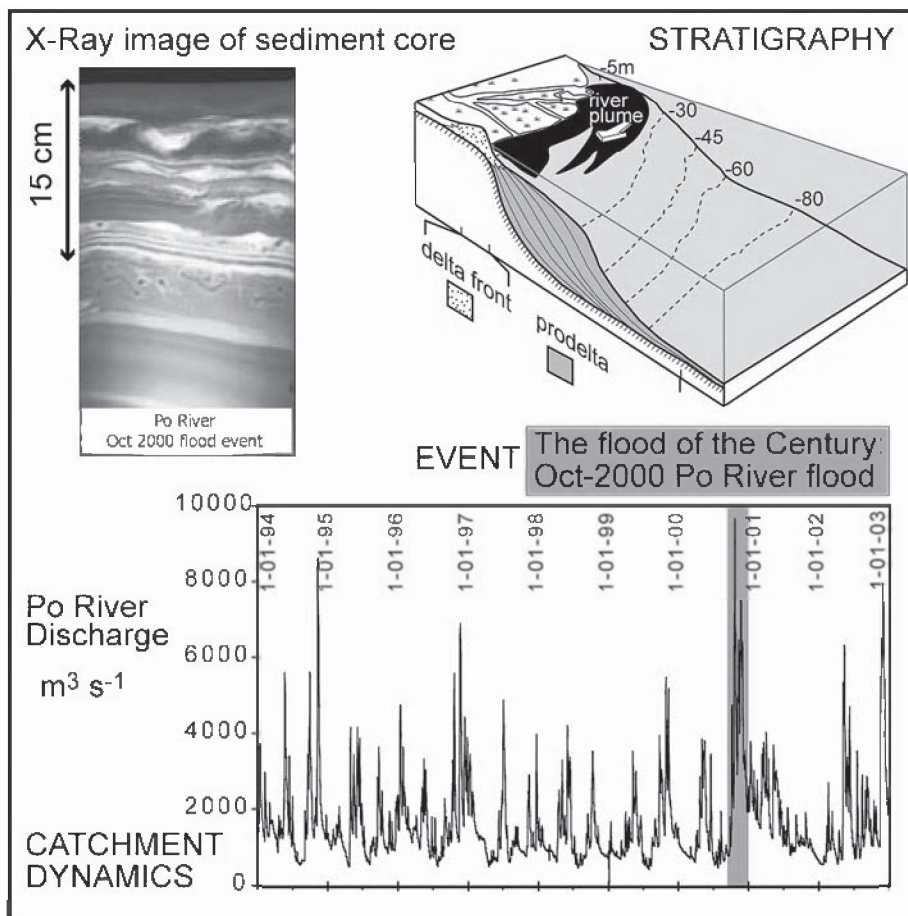 X-Ray image of sediment core
STRATIGRAPHY
15 cm
Po River
Oct 2000 flood event
-5m
river
plume
-30
-45
-60
-80
delta front
prodelta
EVENT
The flood of the Century:
Oct-2000 Po River flood
Po River
Discharge
m³ s⁻¹
CATCHMENT
DYNAMICS
10000
8000
6000
4000
2000
0
1-01-94
1-01-95
1-01-96
1-01-97
1-01-98
1-01-99
1-01-00
1-01-01
1-01-02
1-01-03